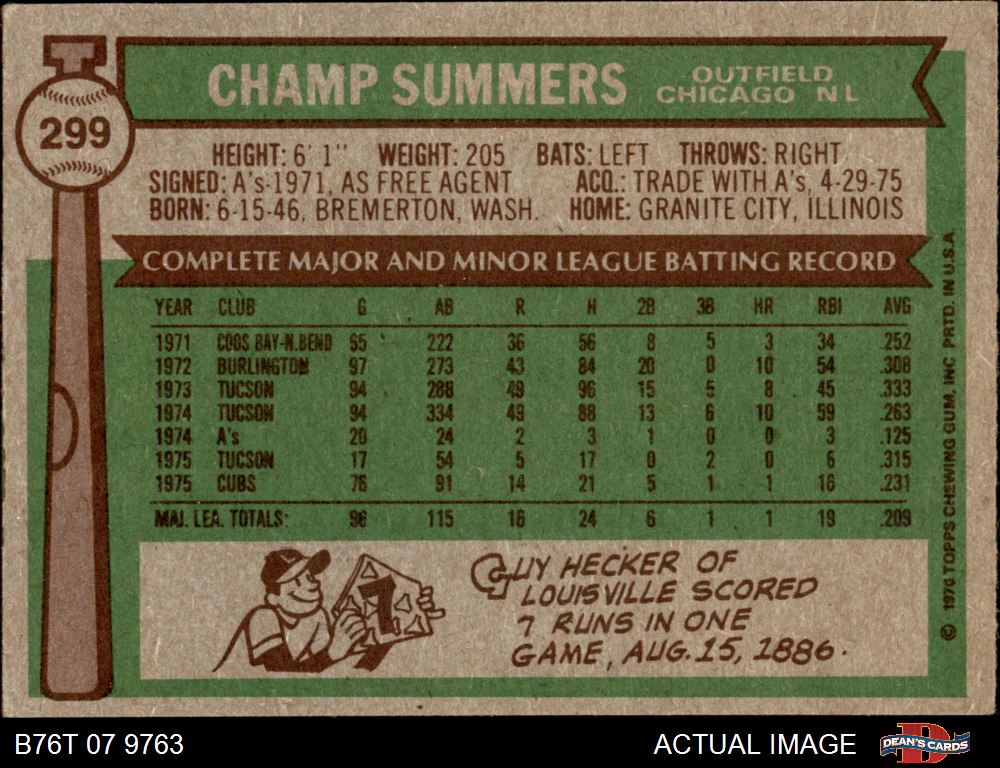 299
CHAMP SUMMERS
OUTFIELD
CHICAGO NL
HEIGHT: 6' 1" WEIGHT: 205 BATS: LEFT THROWS: RIGHT
SIGNED: A's-1971, AS FREE AGENT ACQ.: TRADE WITH A's, 4-29-75
BORN: 6-15-46, BREMERTON, WASH. HOME: GRANITE CITY, ILLINOIS
COMPLETE MAJOR AND MINOR LEAGUE BATTING RECORD
YEAR CLUB G AB R H 2B 3B HR RBI AVG
1971 COOS BAY-N.BEND 65 222 36 56 8 5 3 34 .252
1972 BURLINGTON 97 273 43 84 20 0 10 54 .308
1973 TUCSON 94 288 49 96 15 5 8 45 .333
1974 TUCSON 94 334 49 88 13 6 10 59 .263
1974 A's 20 24 2 3 1 0 0 3 .125
1975 TUCSON 17 54 5 17 0 2 0 6 .315
1975 CUBS 76 91 14 21 5 1 1 16 .231
MAJ. LEA. TOTALS: 96 115 16 24 6 1 1 19 .209
7
GUY HECKER OF
LOUISVILLE SCORED
7 RUNS IN ONE
GAME, AUG. 15, 1886.
© 1976 TOPPS CHEWING GUM, INC PRTD. IN U.S.A.
B76T 07 9763
ACTUAL IMAGE
DEAN'S CARDS